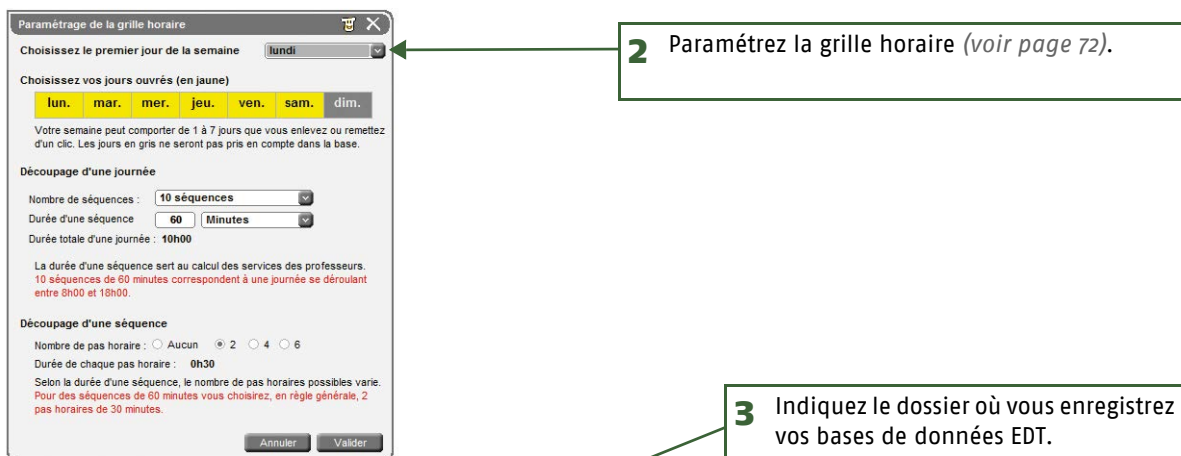 Paramétrage de la grille horaire
Choisissez le premier jour de la semaine lundi
Choisissez vos jours ouvrés (en jaune)
lun. mar. mer. jeu. ven. sam. dim.
Votre semaine peut comporter de 1 à 7 jours que vous enlevez ou remettez
d'un clic. Les jours en gris ne seront pas pris en compte dans la base.
Découpage d'une journée
Nombre de séquences : 10 séquences
Durée d'une séquence 60 Minutes
Durée totale d'une journée : 10h00
La durée d'une séquence sert au calcul des services des professeurs.
10 séquences de 60 minutes correspondent à une journée se déroulant
entre 8h00 et 18h00.
Découpage d'une séquence
Nombre de pas horaire : Aucun 2 4 6
Durée de chaque pas horaire : 0h30
Selon la durée d'une séquence, le nombre de pas horaires possibles varie.
Pour des séquences de 60 minutes vous choisirez, en règle générale, 2
pas horaires de 30 minutes.
Annuler Valider
2 Paramétrez la grille horaire (voir page 72).
3 Indiquez le dossier où vous enregistrez
vos bases de données EDT.